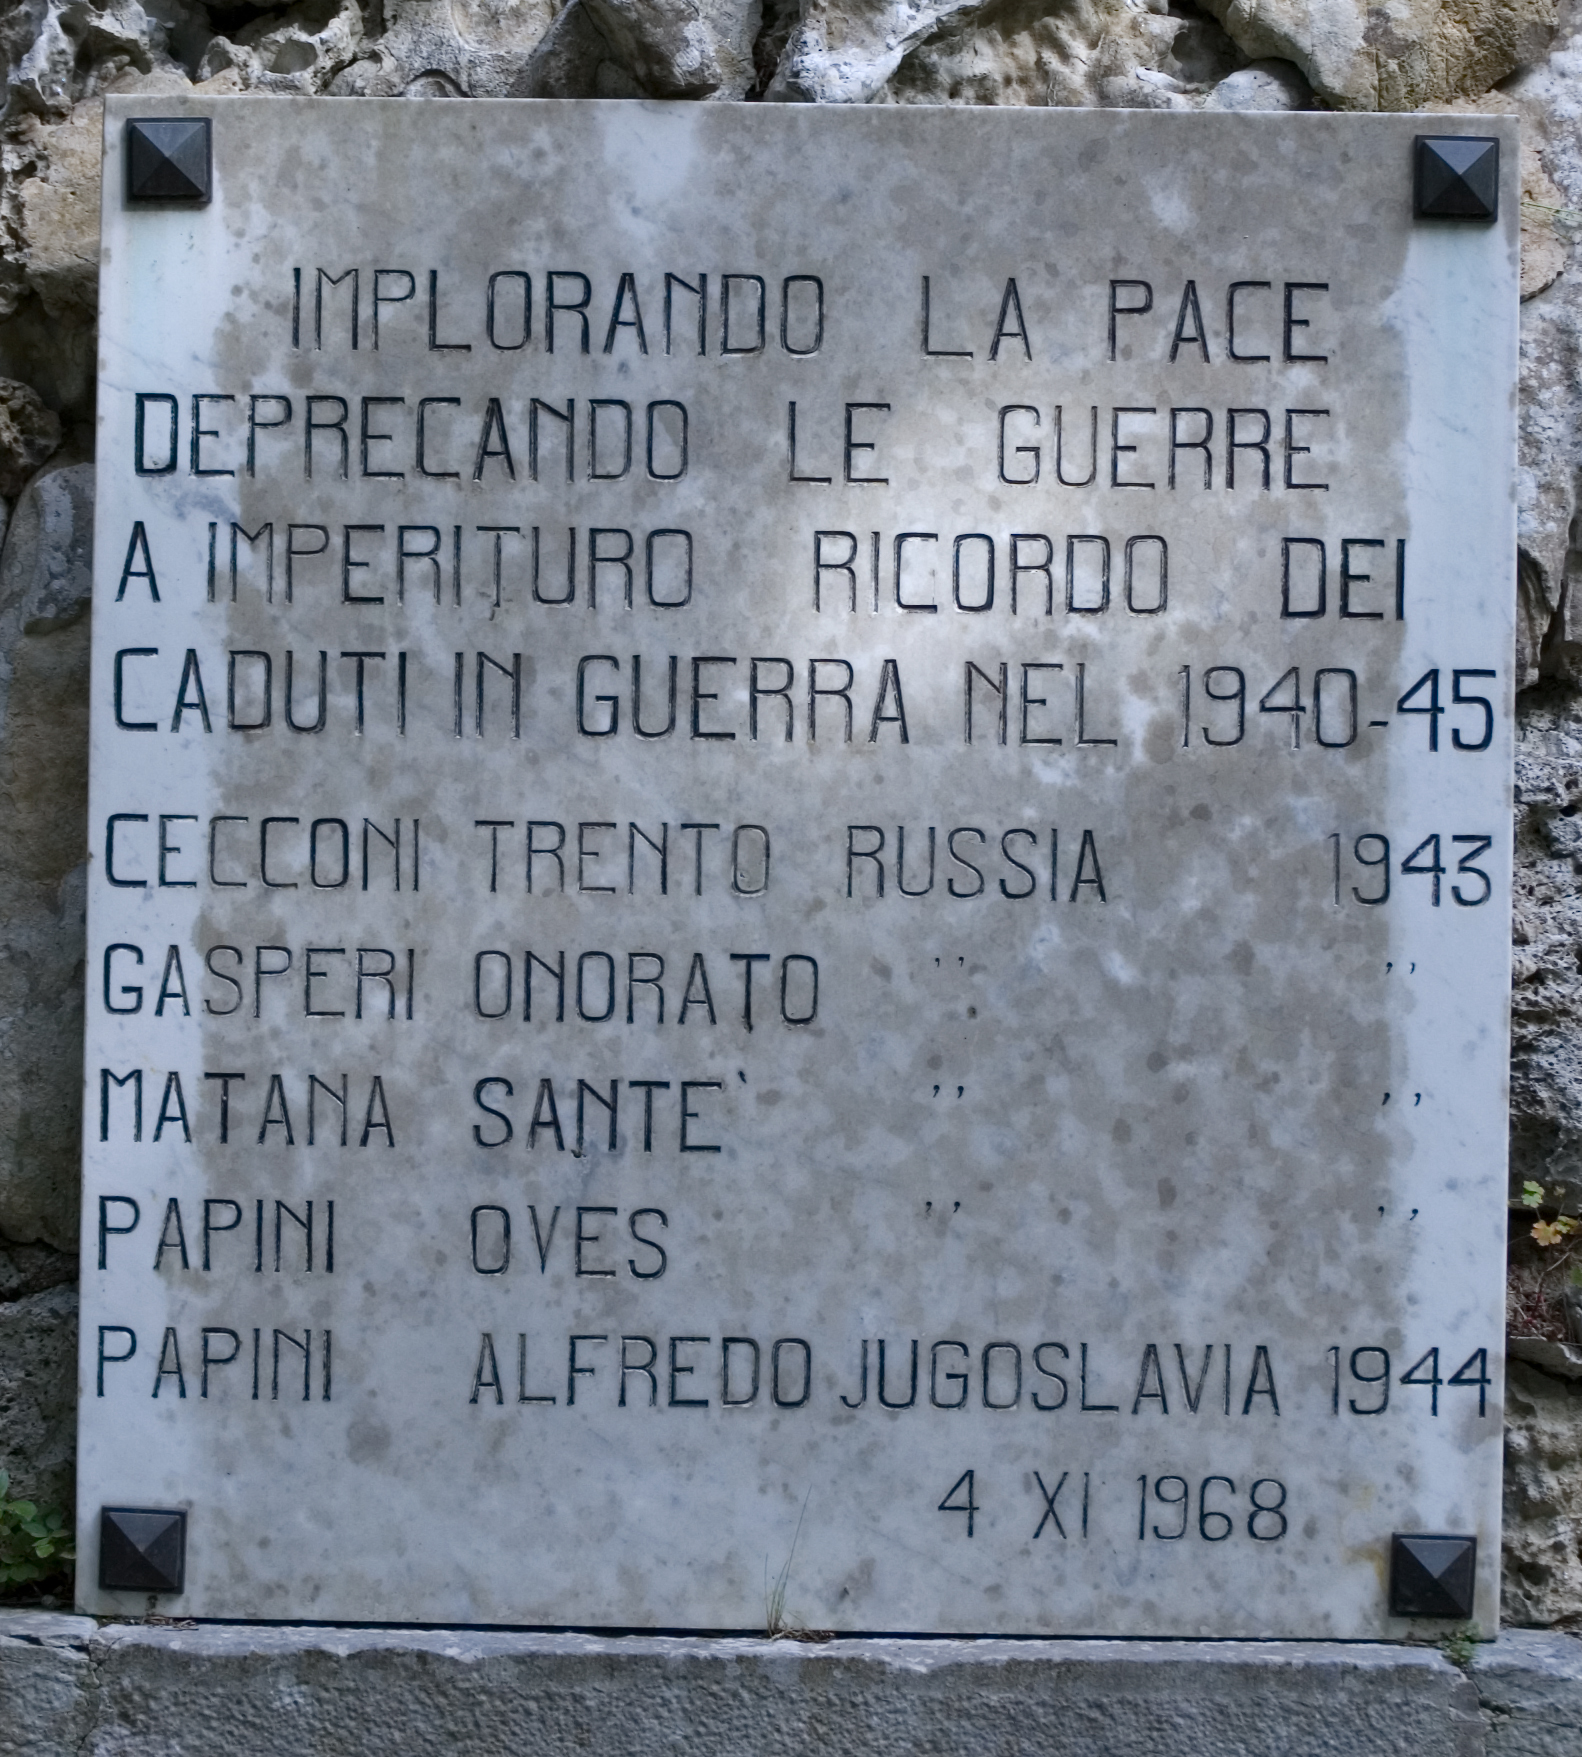 IMPLORANDO LA PACE
DEPRECANDO LE GUERRE
A IMPERITURO RICORDO DEI
CADUTI IN GUERRA NEL 1940-45
CECCONI TRENTO RUSSIA 1943
GASPERI ONORATO '' ''
MATANA SANTE' '' ''
PAPINI OVES '' ''
PAPINI ALFREDO JUGOSLAVIA 1944
4 XI 1968